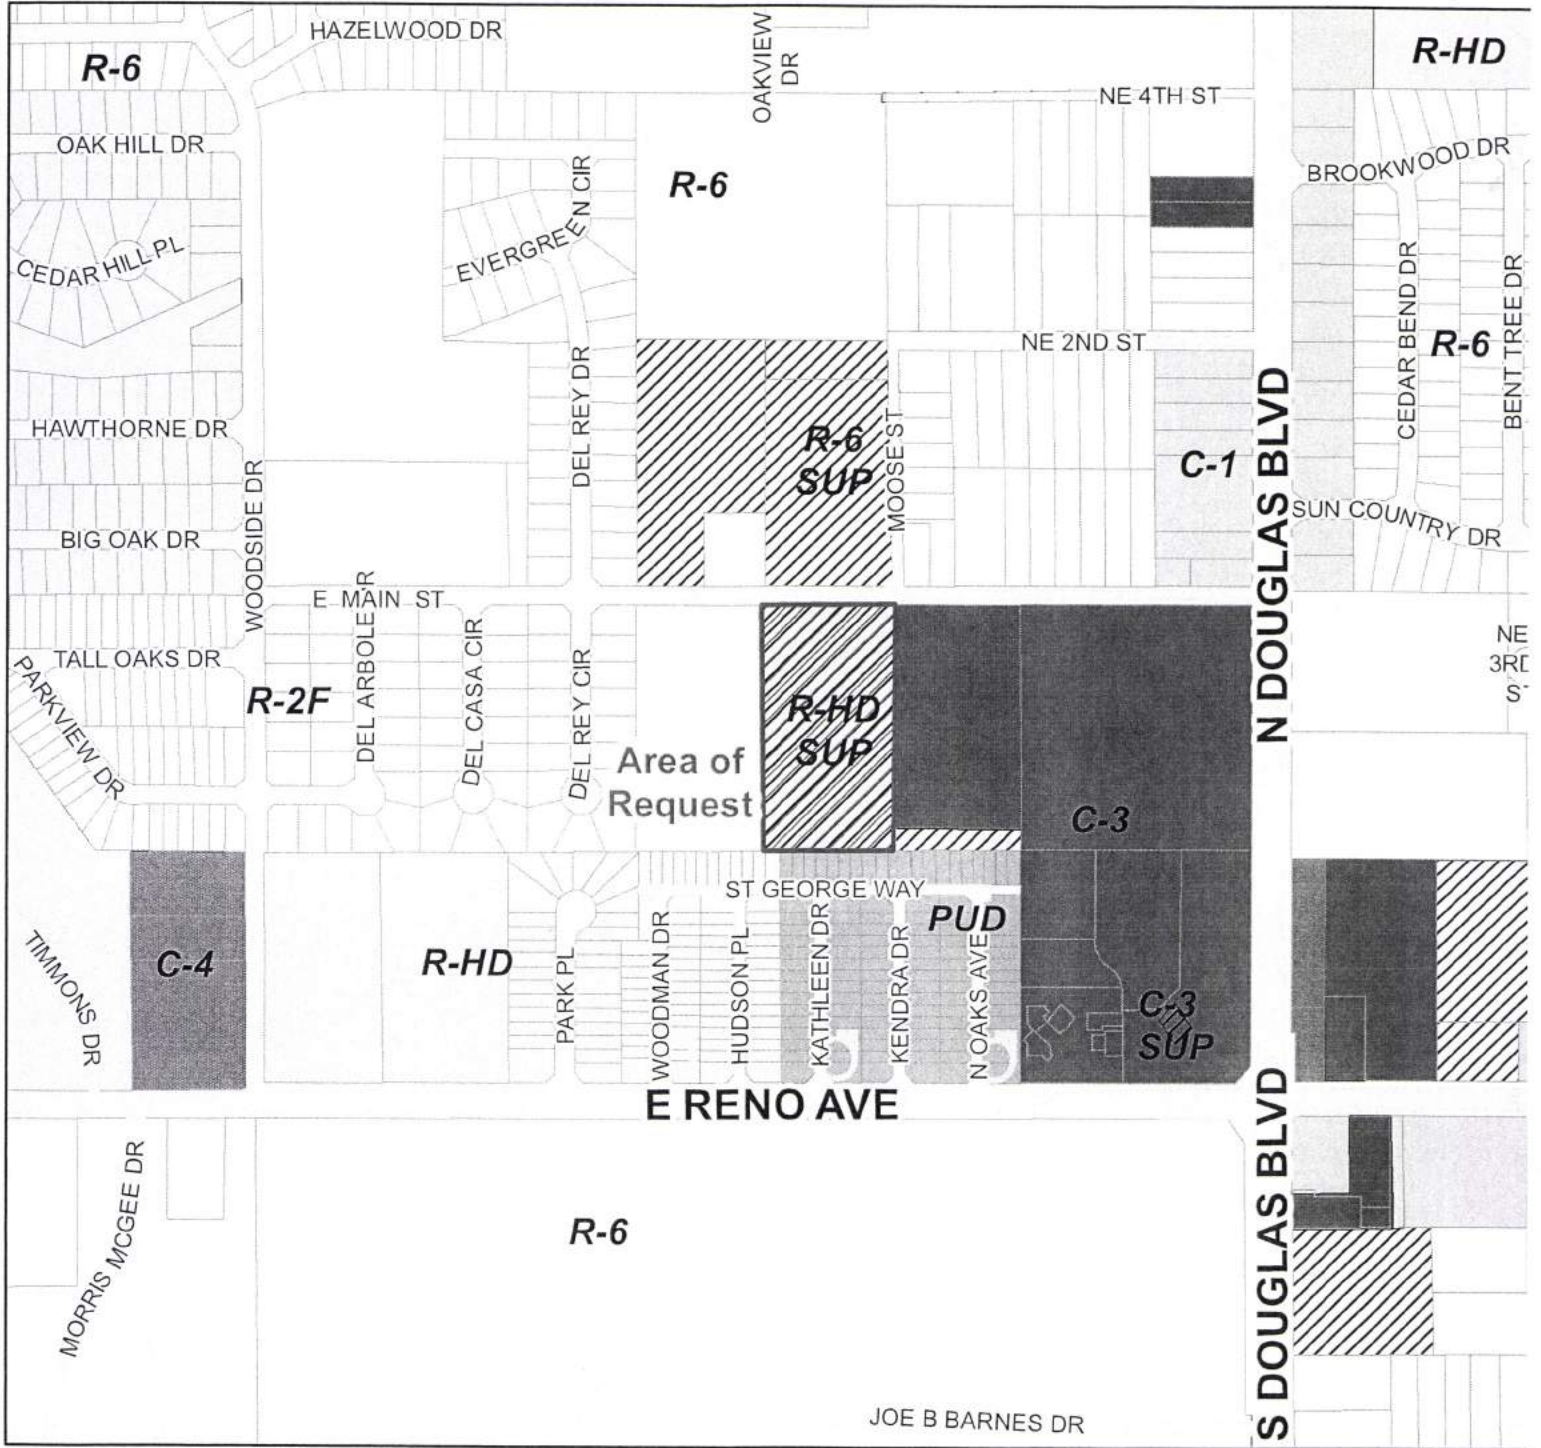 HAZELWOOD DR
OAKVIEW
DR
R-6
R-HD
NE 4TH ST
OAK HILL DR
BROOKWOOD DR
R-6
EVERGREEN CIR
CEDAR HILL PL
CEDAR BEND DR
BENT TREE DR
R-6
NE 2ND ST
DEL REY DR
HAWTHORNE DR
R-6
SUP
MOOSE ST
C-1
N DOUGLAS BLVD
SUN COUNTRY DR
BIG OAK DR
WOODSIDE DR
E MAIN ST
DEL ARBOLE
TALL OAKS DR
PARKVIEW DR
R-2F
DEL CASA CIR
DEL REY CIR
NE
3RD
R-HD
SUP
Area of
Request
C-3
ST GEORGE WAY
PUD
TIMMONS DR
C-4
R-HD
PARK PL
WOODMAN DR
HUDSON PL
KATHLEEN DR
KENDRA DR
N OAKS AVE
C-3
SUP
E RENO AVE
S DOUGLAS BLVD
MORRIS MCGEE DR
R-6
JOE B BARNES DR